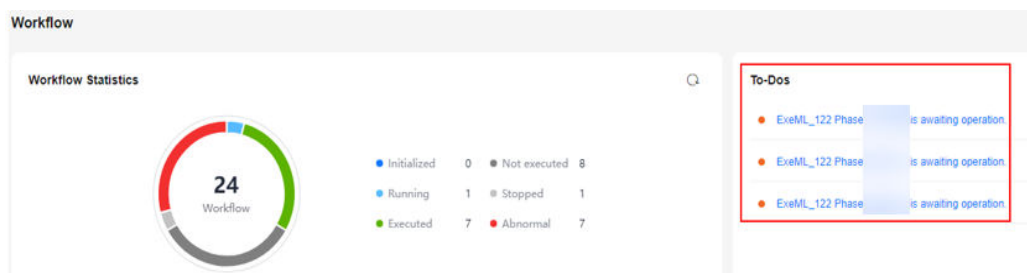 Workflow
Workflow Statistics
24
Workflow
Initialized 0 Not executed 8
Running 1 Stopped 1
Executed 7 Abnormal 7
To-Dos
ExeML_122 Phase is awaiting operation.
ExeML_122 Phase is awaiting operation.
ExeML_122 Phase is awaiting operation.